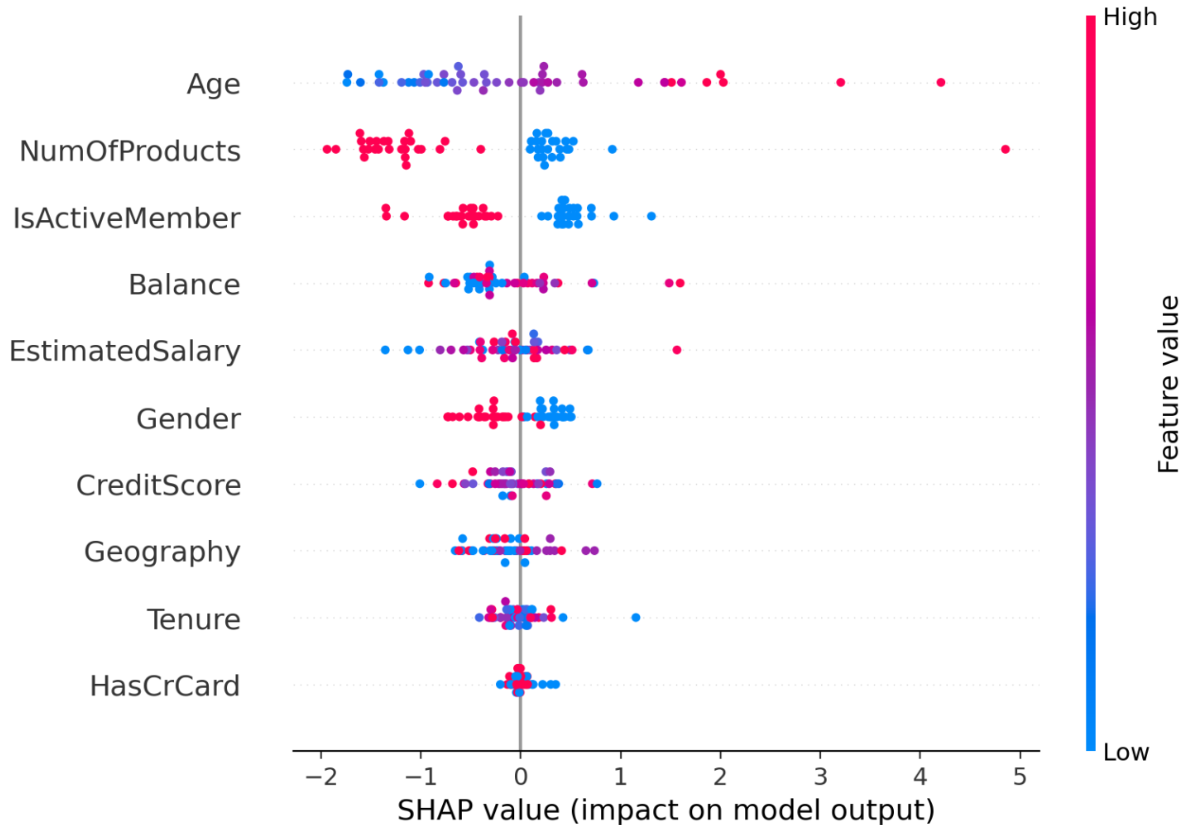 High
Age
NumOfProducts
IsActiveMember
Balance
EstimatedSalary
Gender
CreditScore
Geography
Tenure
HasCrCard
Feature value
Low
−2 −1 0 1 2 3 4 5
SHAP value (impact on model output)